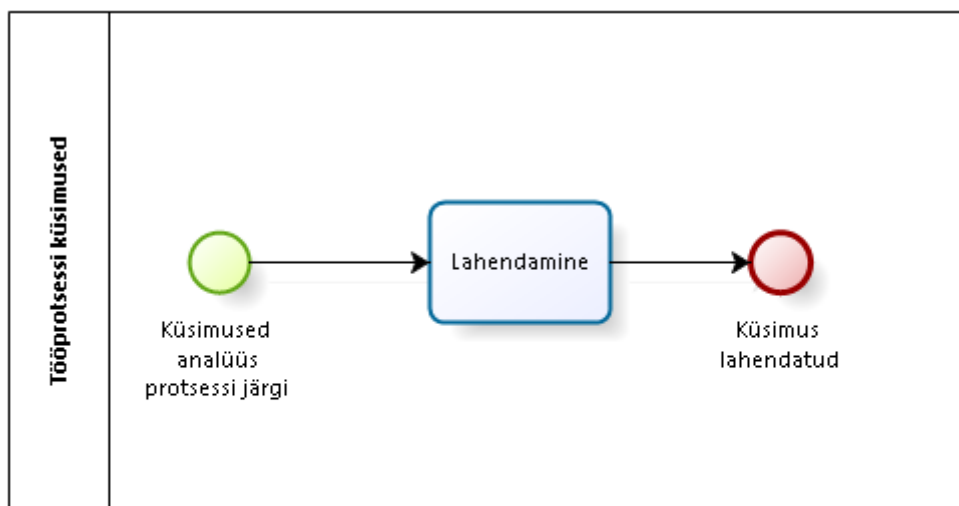 Tööprotsessi küsimused
Küsimused
analüüs
protsessi järgi
Lahendamine
Küsimus
lahendatud